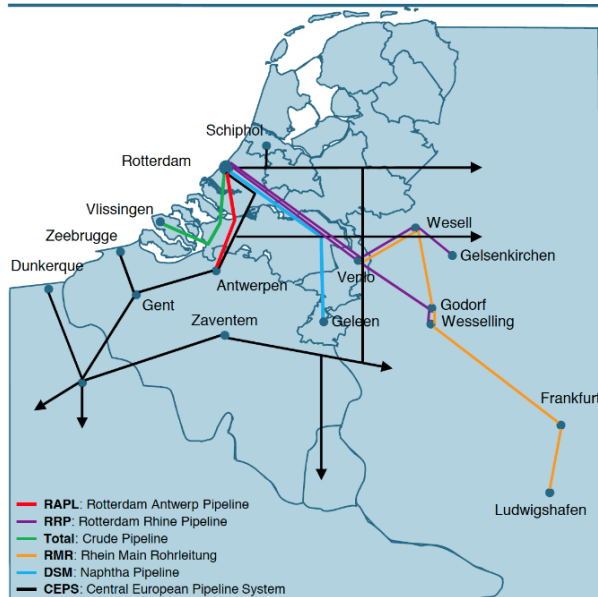 Schiphol
Rotterdam
Vlissingen
Wesell
Zeebrugge
Gelsenkirchen
Dunkerque
Venlo
Antwerpen
Gent
Godorf
Zaventem
Geleen
Wesselling
Frankfurt
Ludwigshafen
RAPL: Rotterdam Antwerp Pipeline
RRP: Rotterdam Rhine Pipeline
Total: Crude Pipeline
RMR: Rhein Main Rohrleitung
DSM: Naphtha Pipeline
CEPS: Central European Pipeline System